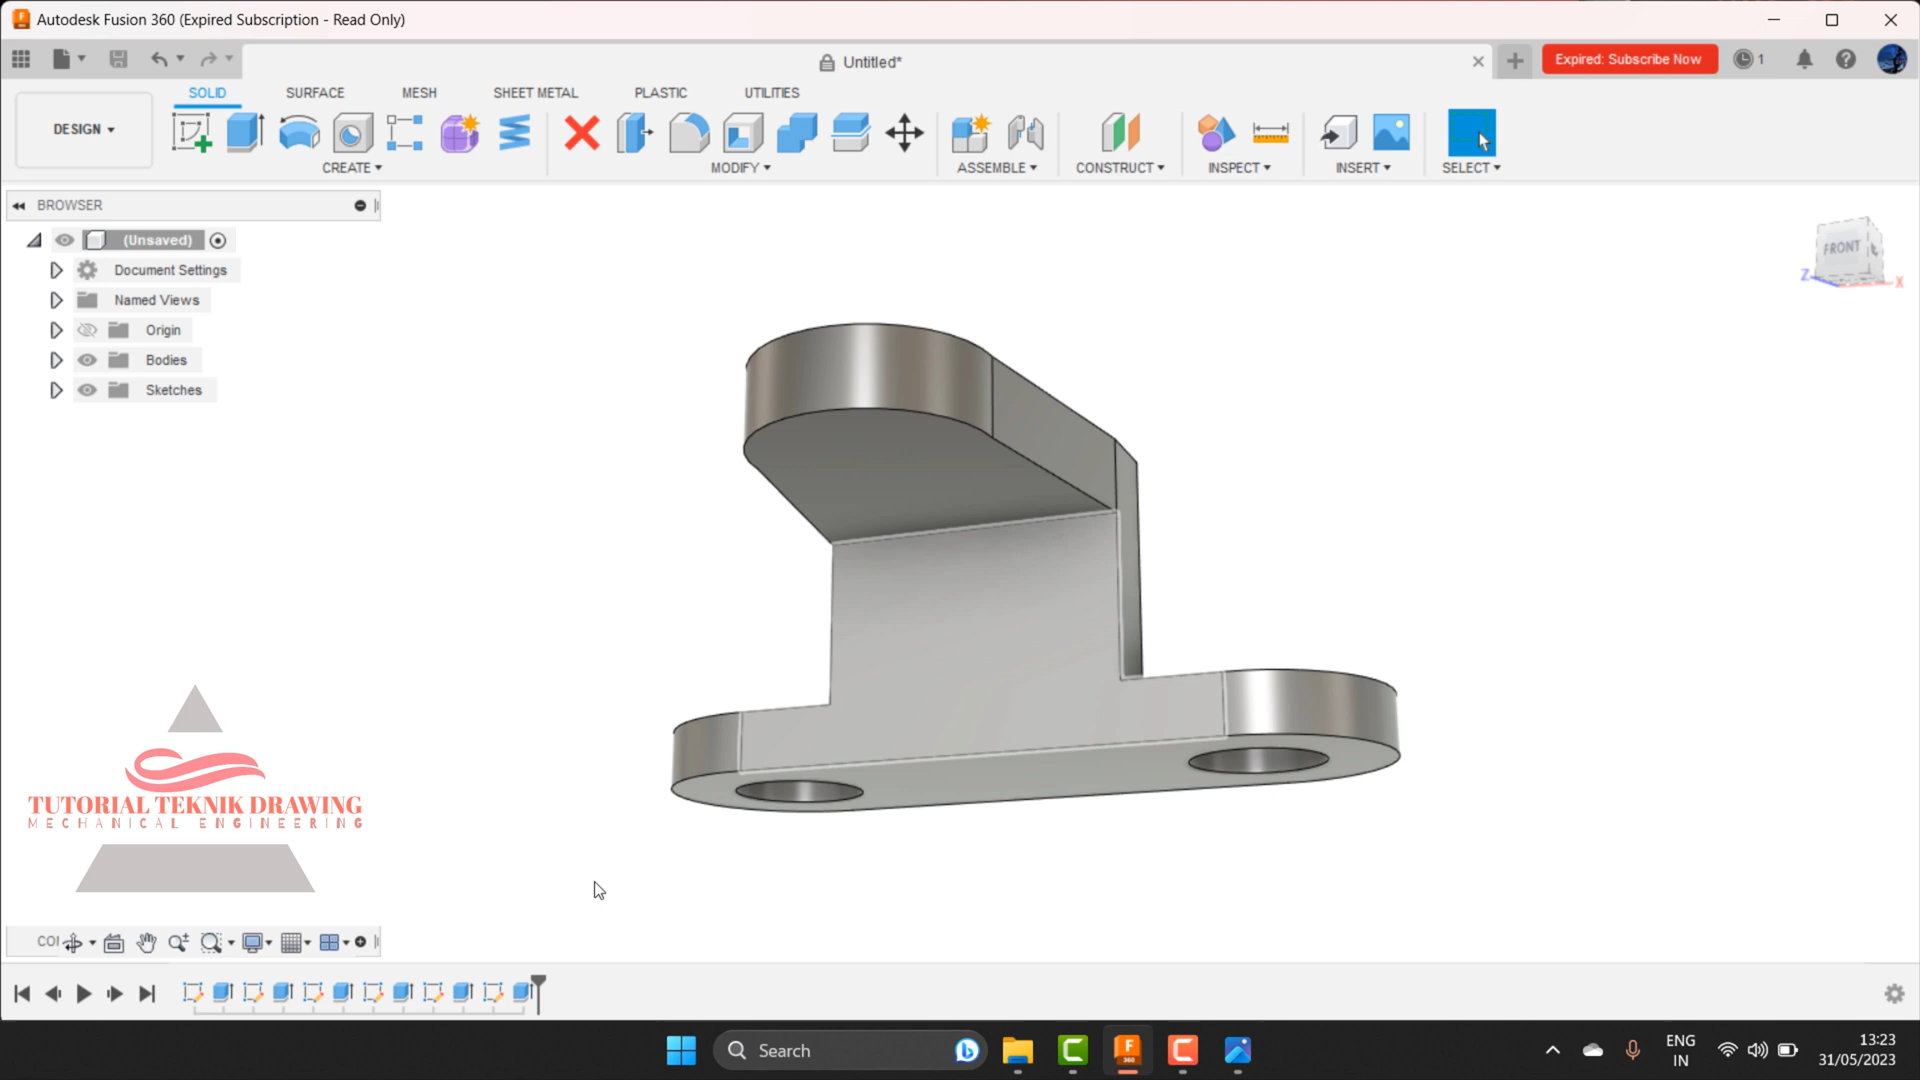 Autodesk Fusion 360 (Expired Subscription - Read Only)
Untitled*
Expired: Subscribe Now
1
DESIGN
SOLID SURFACE MESH SHEET METAL PLASTIC UTILITIES
CREATE MODIFY ASSEMBLE CONSTRUCT INSPECT INSERT SELECT
BROWSER
(Unsaved)
Document Settings
Named Views
Origin
Bodies
Sketches
FRONT
Z X
TUTORIAL TEKNIK DRAWING
MECHANICAL ENGINEERING
COI
Search
F
360
ENG
IN
13:23
31/05/2023